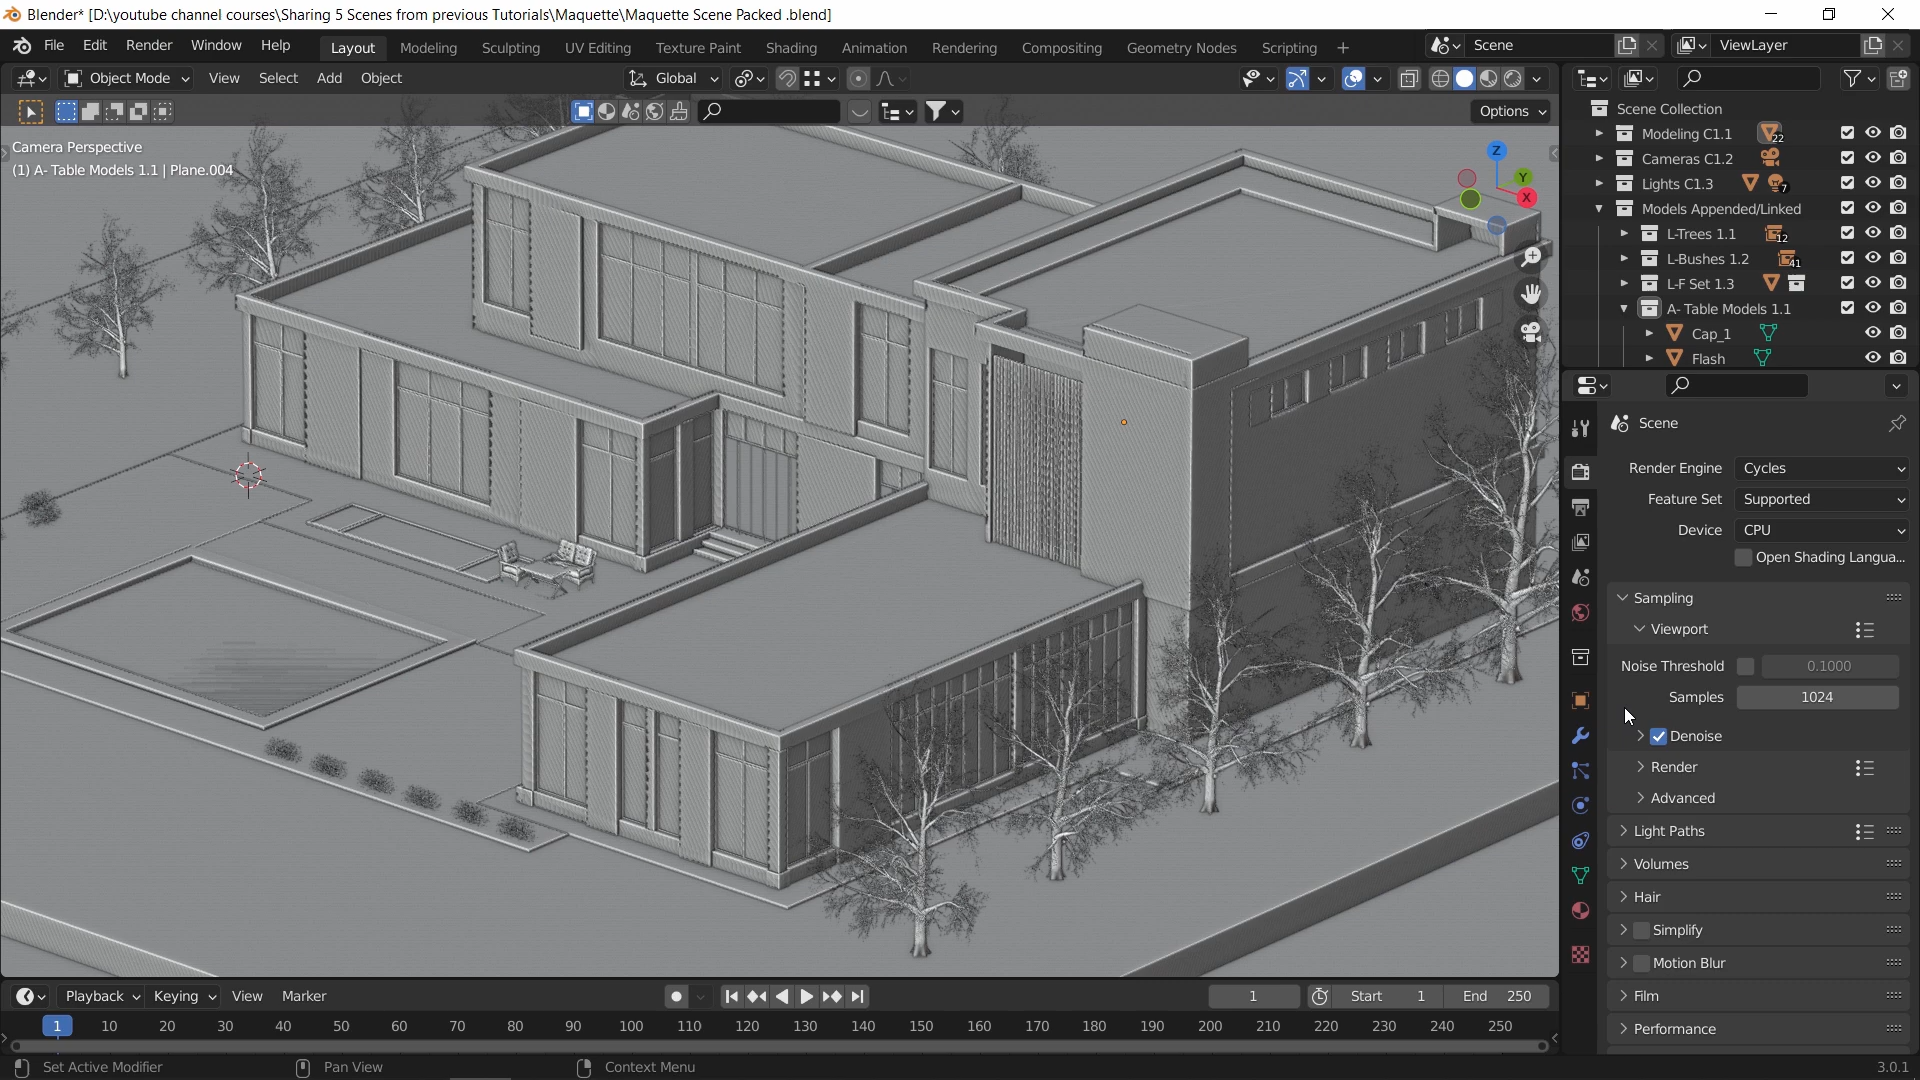 Blender* [D:\youtube channel courses\Sharing 5 Scenes from previous Tutorials\Maquette\Maquette Scene Packed .blend]
File Edit Render Window Help Layout Modeling Sculpting UV Editing Texture Paint Shading Animation Rendering Compositing Geometry Nodes Scripting + Scene ViewLayer
Object Mode View Select Add Object Global
Options
Camera Perspective
(1) A- Table Models 1.1 | Plane.004
Z
Y
X
Scene Collection
Modeling C1.1 22
Cameras C1.2
Lights C1.3 7
Models Appended/Linked
L-Trees 1.1 12
L-Bushes 1.2 41
L-F Set 1.3
A- Table Models 1.1
Cap_1
Flash
Scene
Render Engine Cycles
Feature Set Supported
Device CPU
Open Shading Langua...
Sampling
Viewport
Noise Threshold 0.1000
Samples 1024
Denoise
Render
Advanced
Light Paths
Volumes
Hair
Simplify
Motion Blur
Film
Performance
Playback Keying View Marker 1 Start 1 End 250
1 10 20 30 40 50 60 70 80 90 100 110 120 130 140 150 160 170 180 190 200 210 220 230 240 250
Set Active Modifier Pan View Context Menu 3.0.1